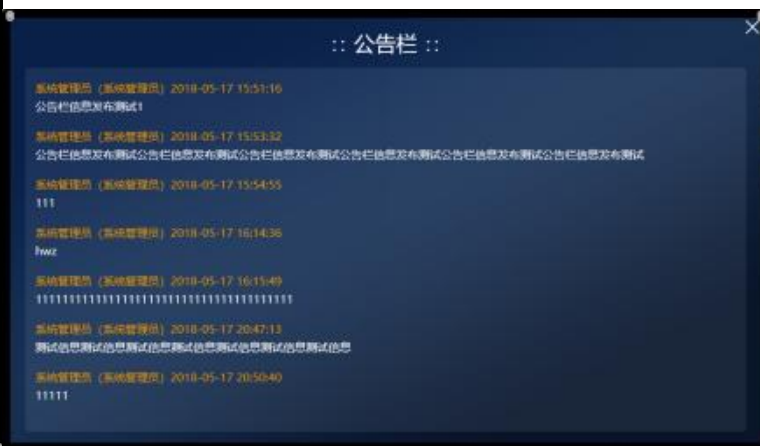 :: 公告栏 ::
系统管理员 (系统管理员) 2018-05-17 15:51:16
公告栏信息发布测试1
系统管理员 (系统管理员) 2018-05-17 15:53:32
公告栏信息发布测试公告栏信息发布测试公告栏信息发布测试公告栏信息发布测试公告栏信息发布测试公告栏信息发布测试
系统管理员 (系统管理员) 2018-05-17 15:54:55
111
系统管理员 (系统管理员) 2018-05-17 16:14:36
hwz
系统管理员 (系统管理员) 2018-05-17 16:15:49
系统管理员 (系统管理员) 2018-05-17 20:47:13
测试信息测试信息测试信息测试信息测试信息测试信息测试信息
系统管理员 (系统管理员) 2018-05-17 20:50:40
11111